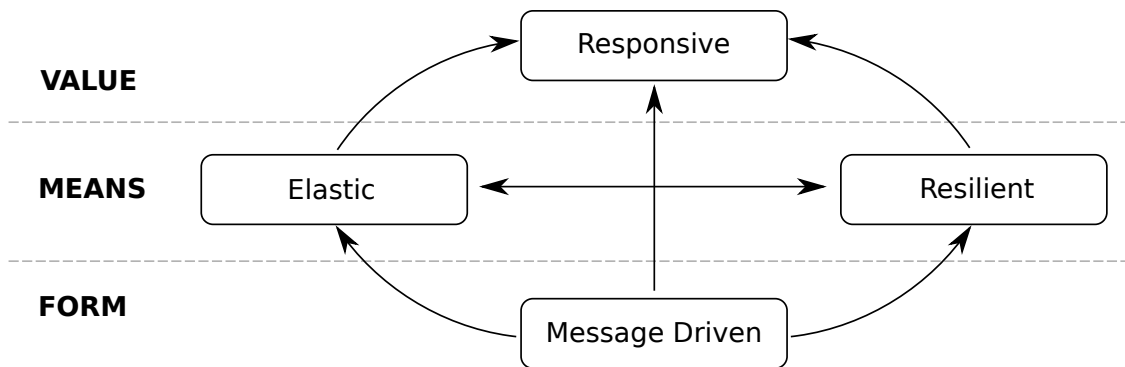 Responsive
VALUE
MEANS
Elastic
Resilient
FORM
Message Driven